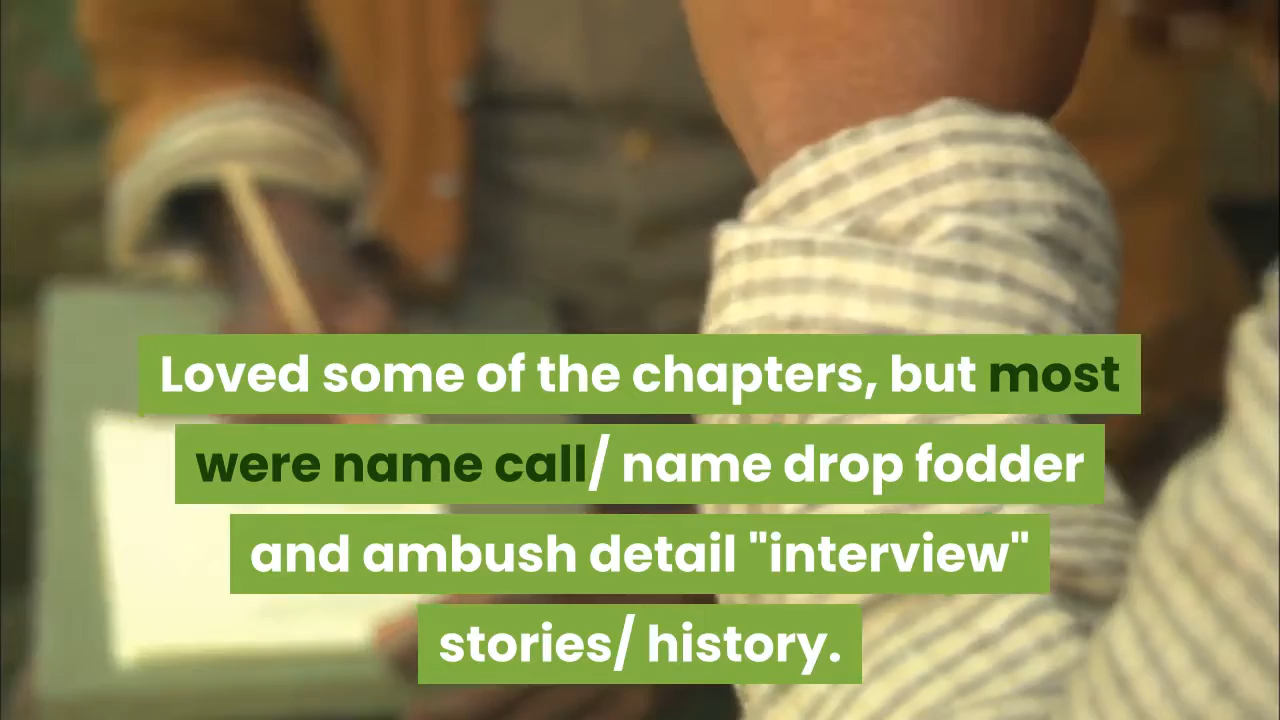 Loved some of the chapters, but most
were name call/ name drop fodder
and ambush detail "interview"
stories/ history.